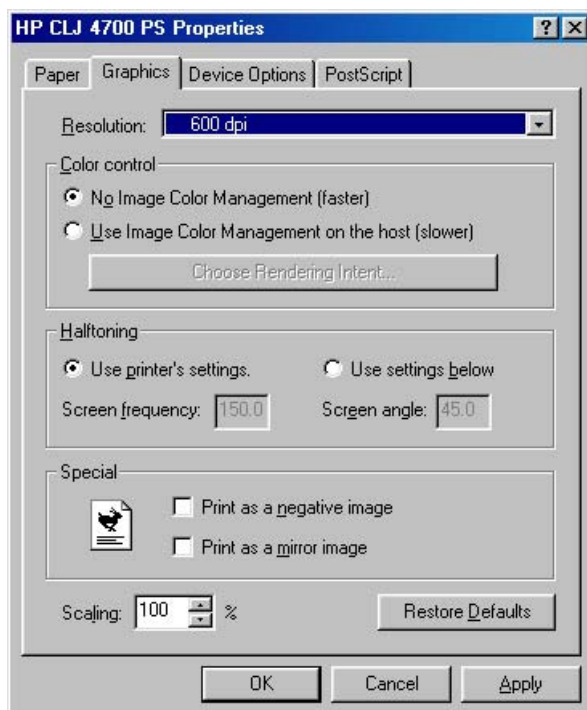 HP CLJ 4700 PS Properties
Paper Graphics Device Options PostScript
Resolution: 600 dpi
Color control
No Image Color Management (faster)
Use Image Color Management on the host (slower)
Choose Rendering Intent...
Halftoning
Use printer's settings. Use settings below
Screen frequency: 150.0 Screen angle: 45.0
Special
Print as a negative image
Print as a mirror image
Scaling: 100 % Restore Defaults
OK Cancel Apply